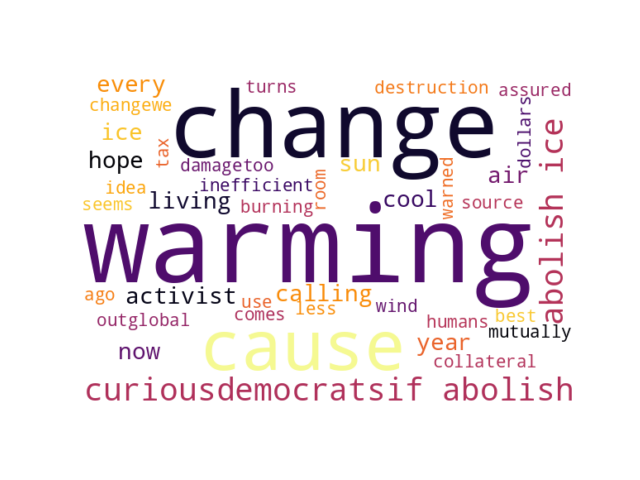 every
turns
destruction
assured
changewe
change
dollars
ice
tax
hope
damagetoo
sun
warned
air
abolish ice
idea
inefficient
room
seems
living
burning
cool
source
warming
ago
activist
use
calling
less
wind
best
outglobal
comes
humans
mutually
now
cause
year
collateral
curiousdemocratsif abolish